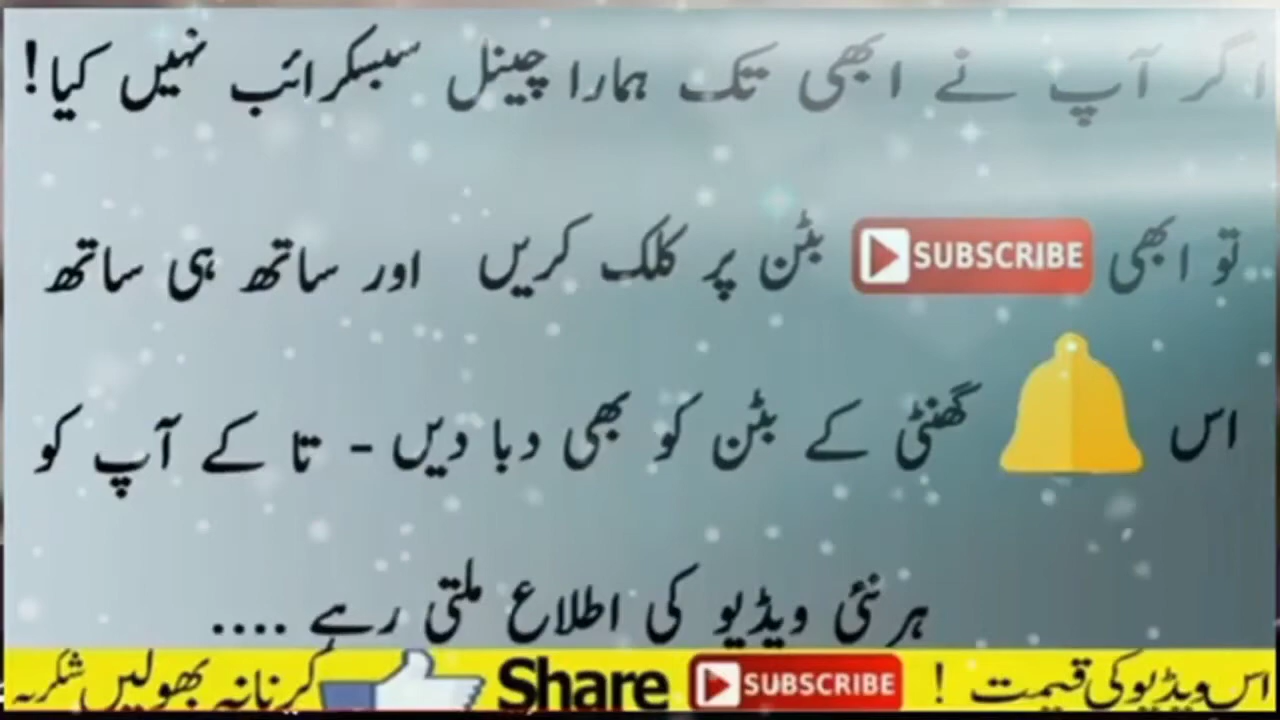 اگر آپ نے ابھی تک ہمارا چینل سبسکرائب نہیں کیا!
تو ابھی SUBSCRIBE بٹن پر کلک کریں اور ساتھ ہی ساتھ
اس گھنٹی کے بٹن کو بھی دبا دیں - تا کے آپ کو
ہر نئی ویڈیو کی اطلاع ملتی رہے ....
اس ویڈیو کی قیمت ! SUBSCRIBE Share کرنا نہ بھولیں شکریہ